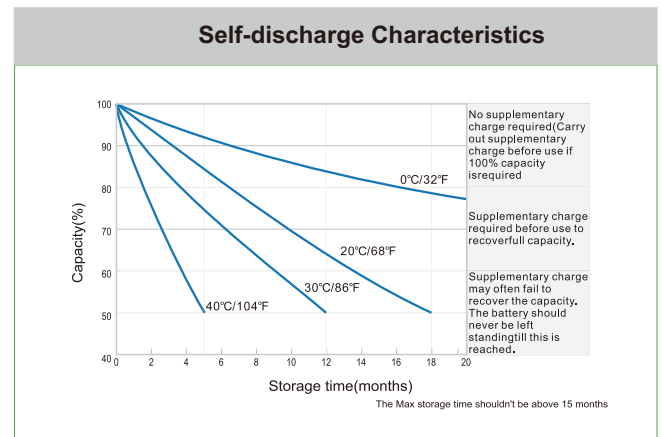 Self-discharge Characteristics
100
90
80
70
60
50
40
Capacity(%)
0℃/32℉
20℃/68℉
30℃/86℉
40℃/104℉
0 2 4 6 8 10 12 14 16 18 20
Storage time(months)
No supplementary
charge required(Carry
out supplementary
charge before use if
100% capacity
isrequired
Supplementary charge
required before use to
recoverfull capacity.
Supplementary charge
may often fail to
recover the capacity.
The battery should
never be left
standingtill this is
reached.
The Max storage time shouldn't be above 15 months